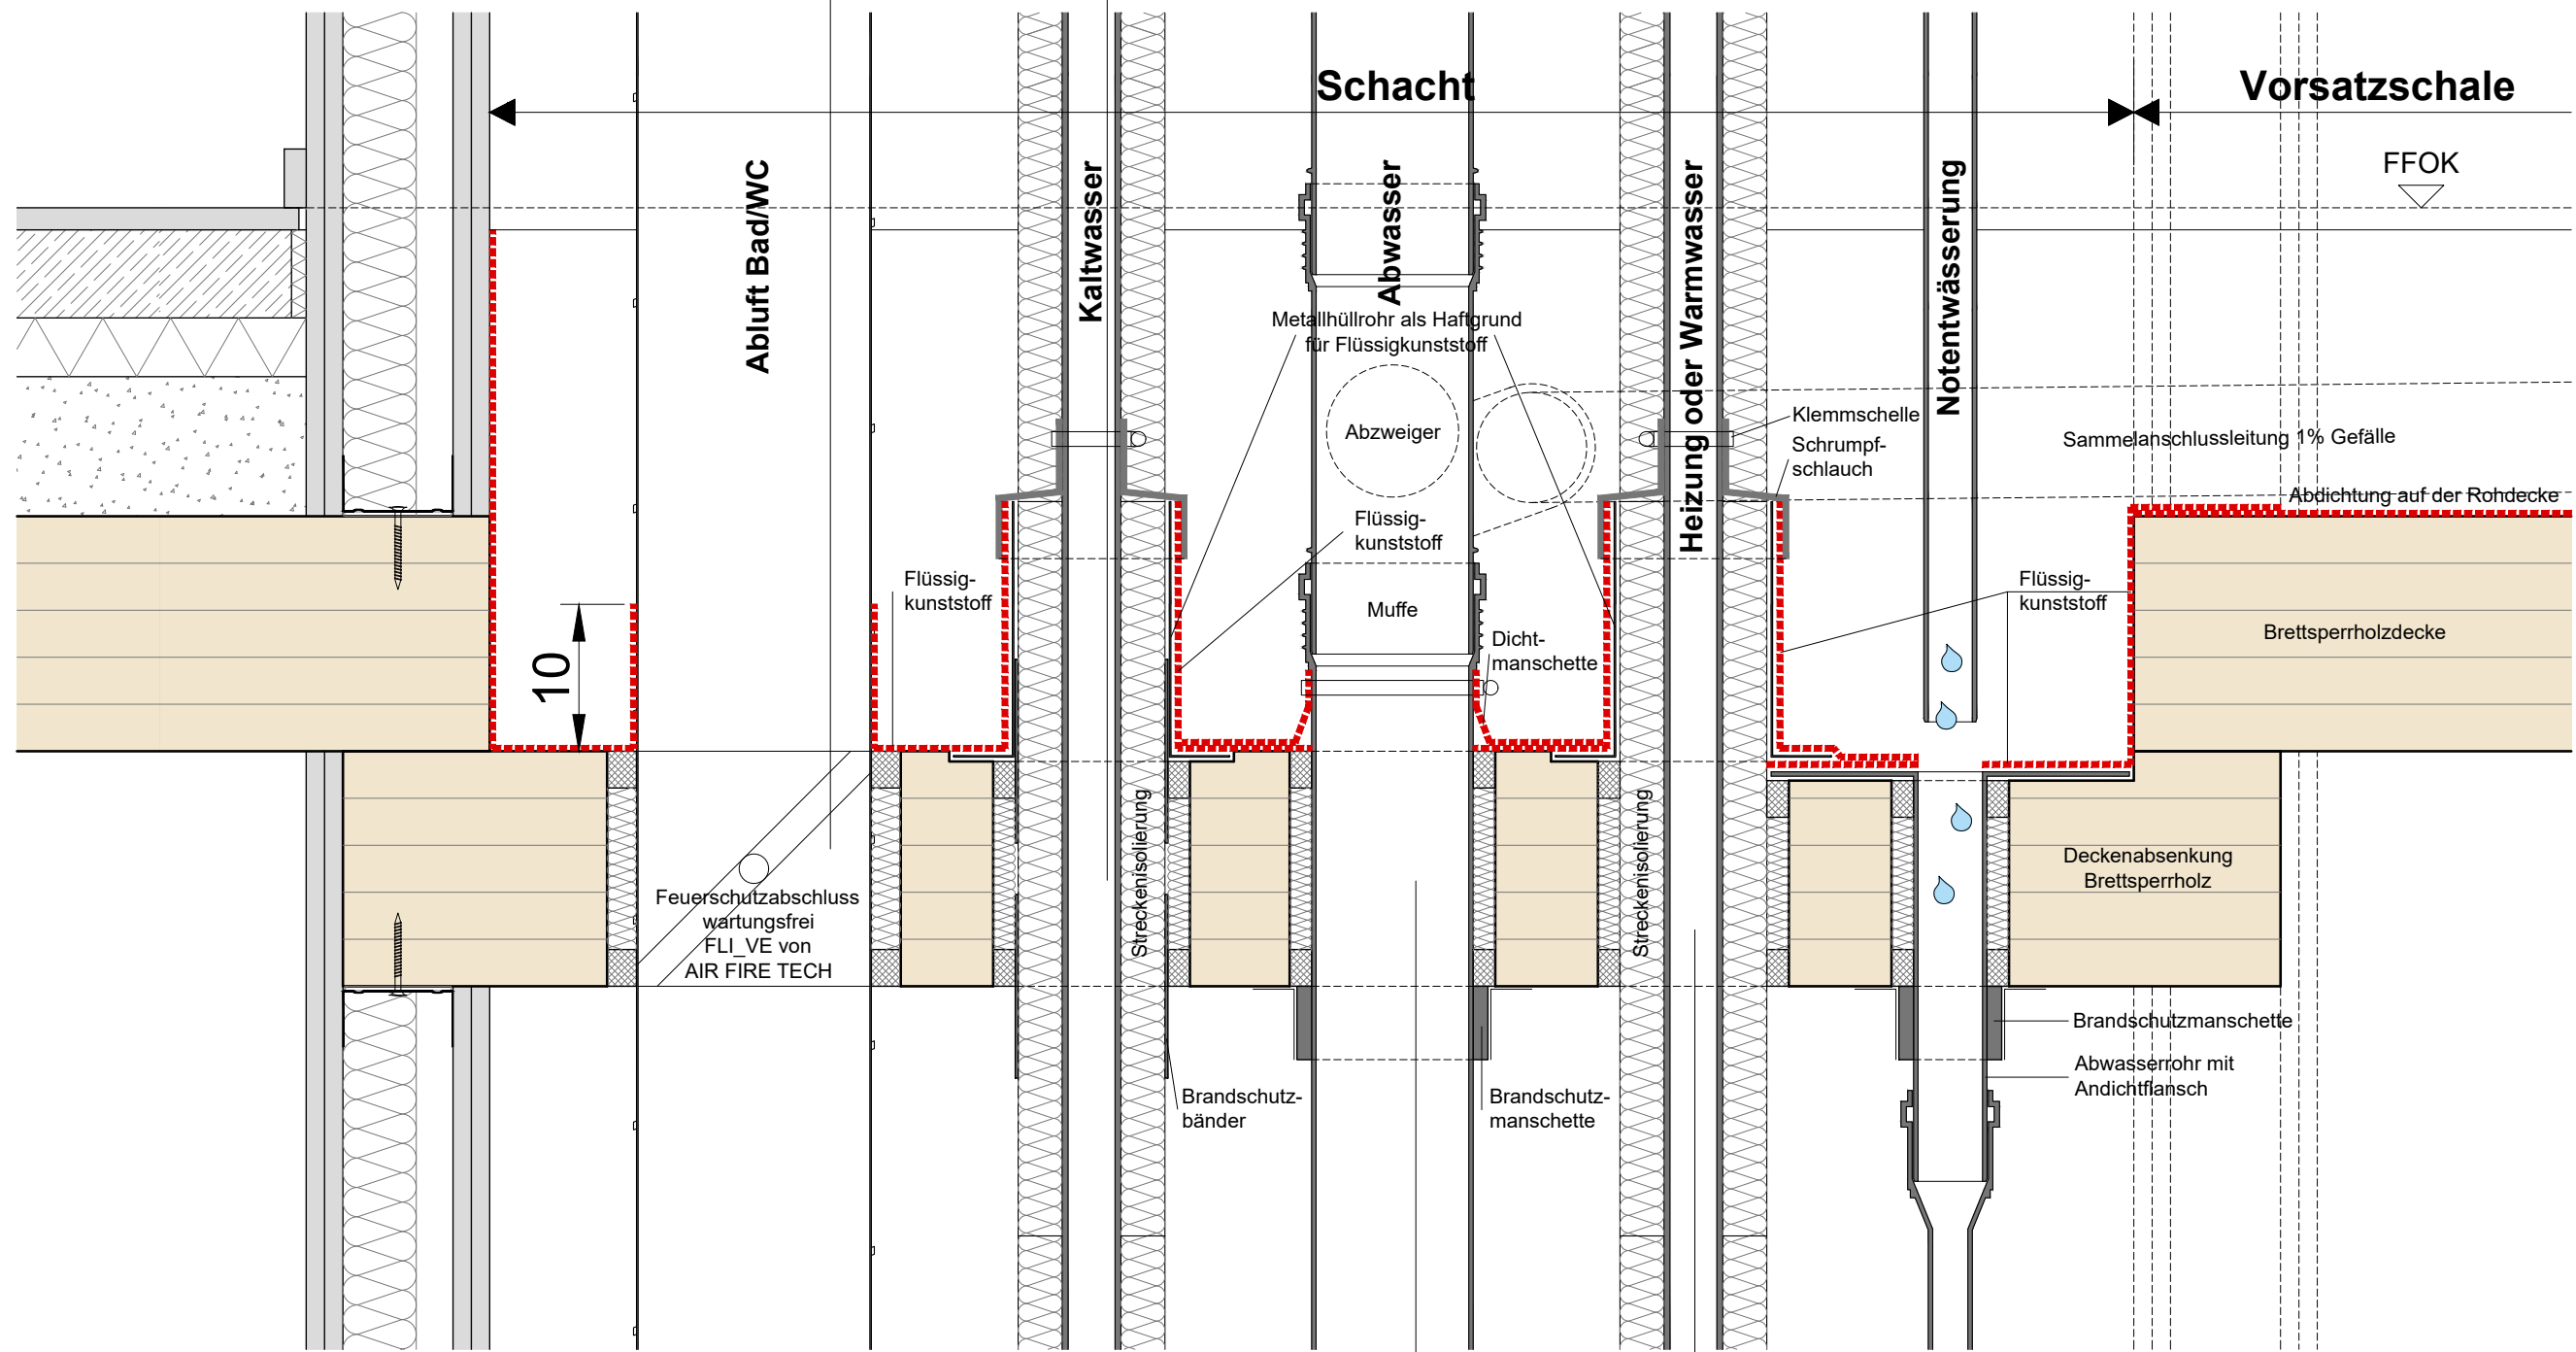 Schacht
Vorsatzschale
FFOK
Abluft Bad/WC
Kaltwasser
Abwasser
Heizung oder Warmwasser
Notentwässerung
Metallhüllrohr als Haftgrund
für Flüssigkunststoff
Abzweiger
Klemmschelle
Schrumpf-
schlauch
Sammelanschlussleitung 1% Gefälle
Abdichtung auf der Rohdecke
Flüssig-
kunststoff
Flüssig-
kunststoff
Flüssig-
kunststoff
10
Muffe
Dicht-
manschette
Brettsperrholzdecke
Streckenisolierung
Streckenisolierung
Feuerschutzabschluss
wartungsfrei
FLI_VE von
AIR FIRE TECH
Deckenabsenkung
Brettsperrholz
Brandschutzmanschette
Abwasserrohr mit
Andichtflansch
Brandschutz-
bänder
Brandschutz-
manschette